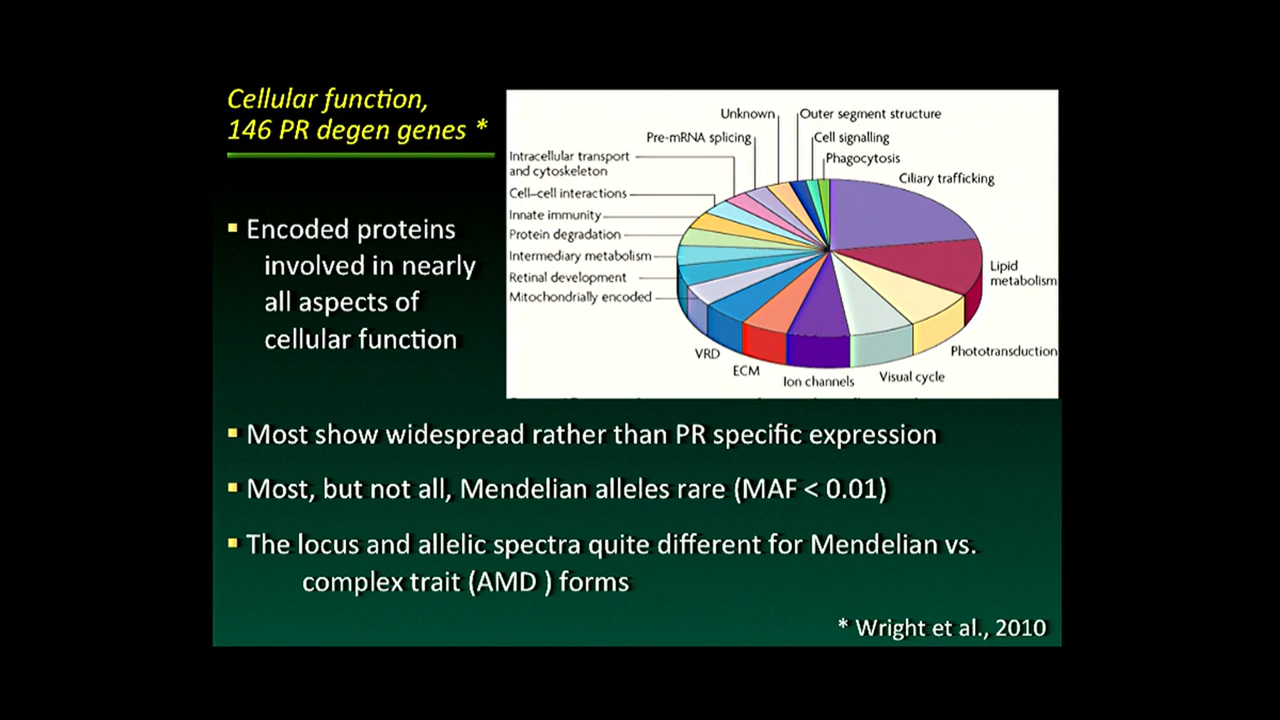 Cellular function,
146 PR degen genes *
Unknown
Outer segment structure
Pre-mRNA splicing
Cell signalling
Intracellular transport
and cytoskeleton
Phagocytosis
Ciliary trafficking
Cell–cell interactions
Innate immunity
Protein degradation
Intermediary metabolism
Retinal development
Mitochondrially encoded
Lipid
metabolism
VRD
ECM
Ion channels
Visual cycle
Phototransduction
Encoded proteins
involved in nearly
all aspects of
cellular function
Most show widespread rather than PR specific expression
Most, but not all, Mendelian alleles rare (MAF < 0.01)
The locus and allelic spectra quite different for Mendelian vs.
complex trait (AMD ) forms
* Wright et al., 2010